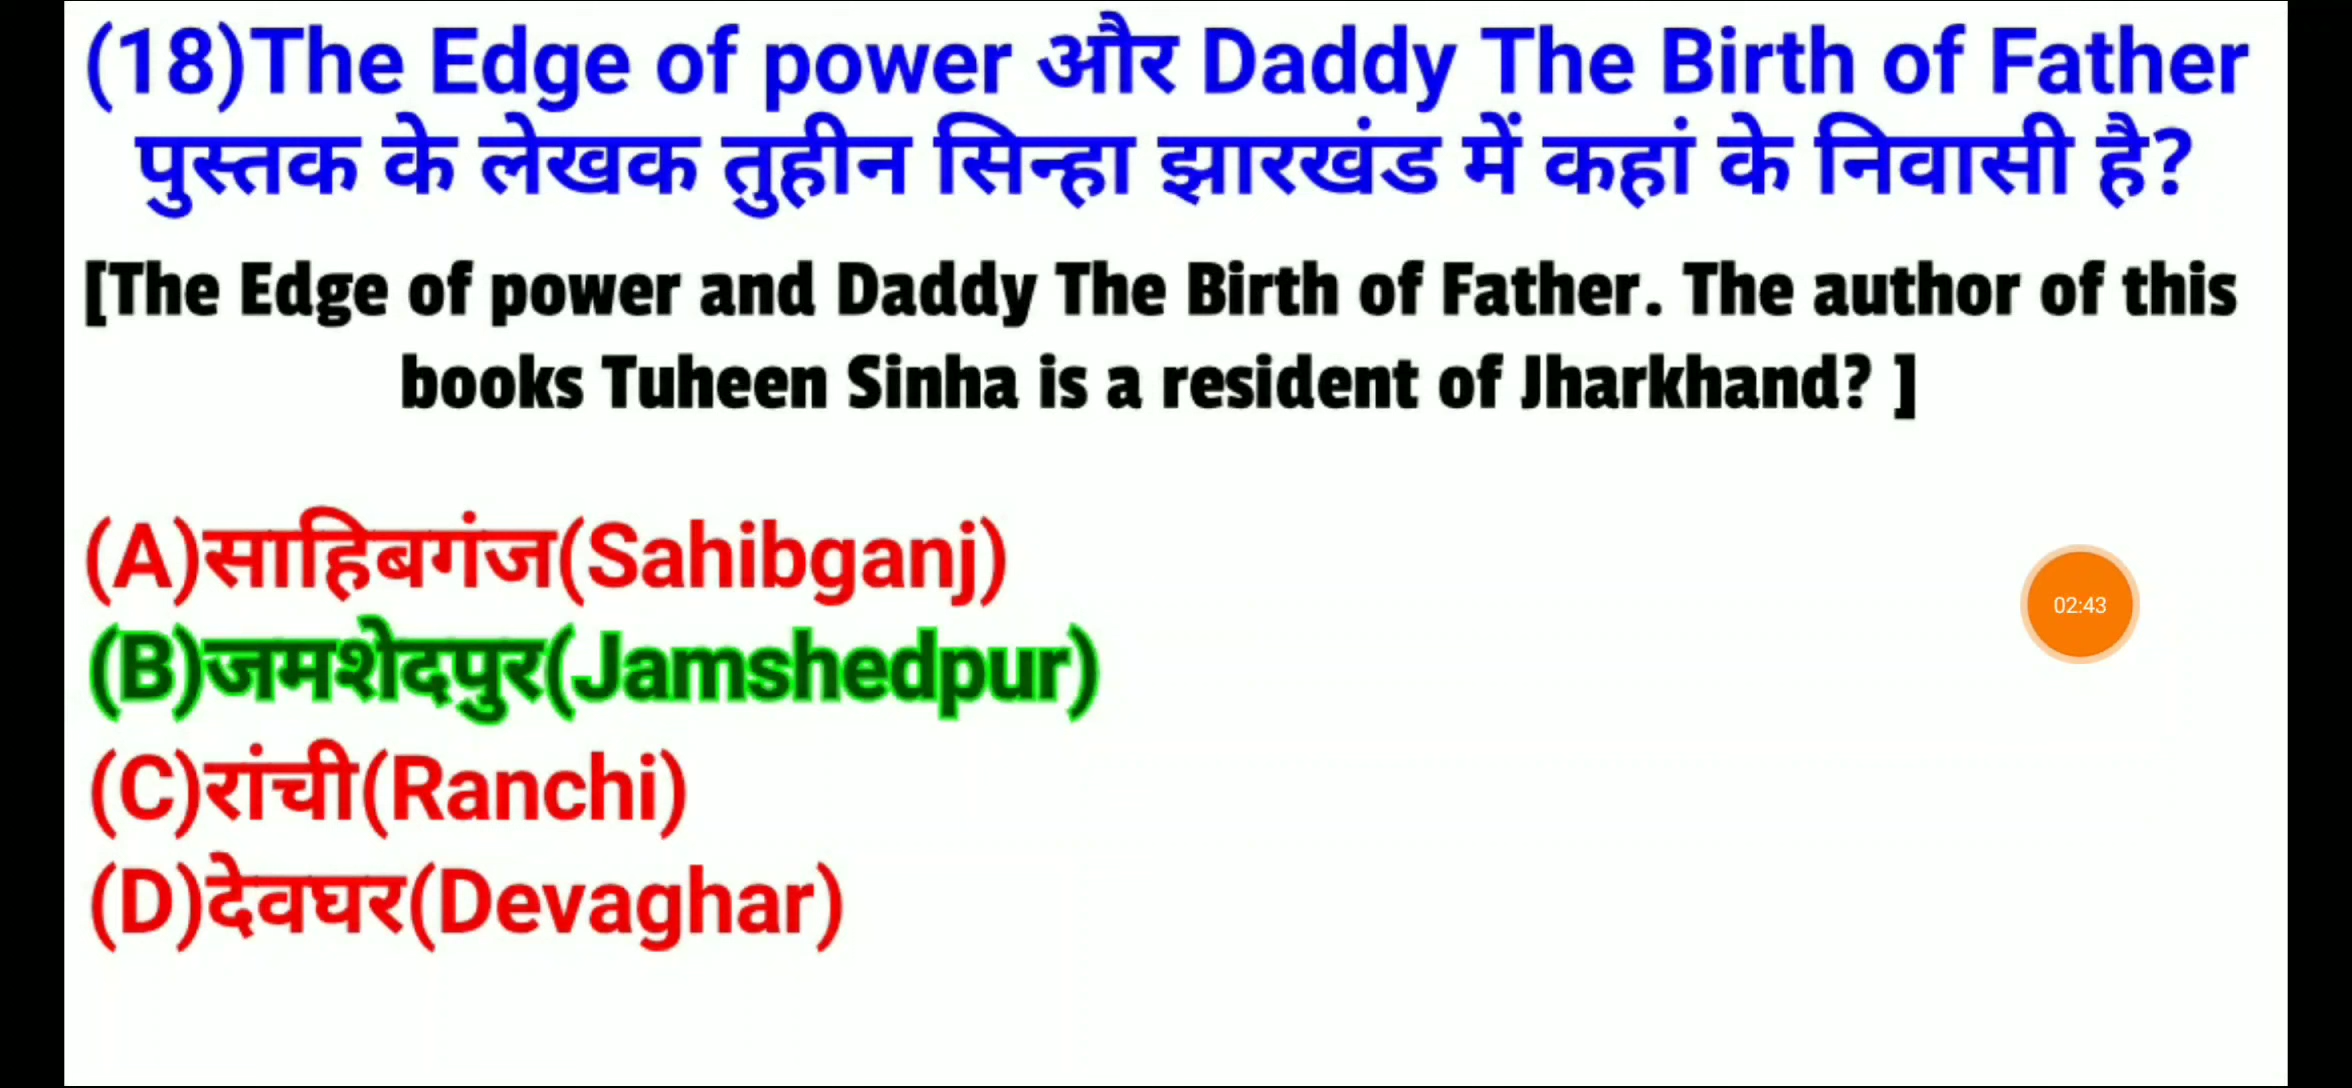 (18)The Edge of power और Daddy The Birth of Father
पुस्तक के लेखक तुहीन सिन्हा झारखंड में कहां के निवासी है?
[The Edge of power and Daddy The Birth of Father. The author of this
books Tuheen Sinha is a resident of Jharkhand? ]
(A)साहिबगंज(Sahibganj)
(B)जमशेदपुर(Jamshedpur)
02:43
(C)रांची(Ranchi)
(D)देवघर(Devaghar)